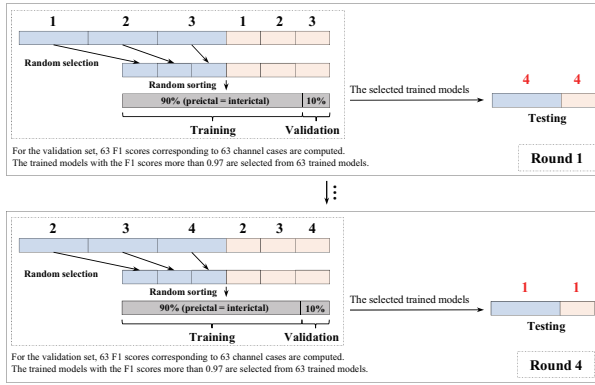 1 2 3 1 2 3
Random selection
Random sorting
90% (preictal = interictal) 10%
Training Validation
For the validation set, 63 F1 scores corresponding to 63 channel cases are computed.
The trained models with the F1 scores more than 0.97 are selected from 63 trained models.
The selected trained models
4 4
Testing
Round 1
2 3 4 2 3 4
Random selection
Random sorting
90% (preictal = interictal) 10%
Training Validation
For the validation set, 63 F1 scores corresponding to 63 channel cases are computed.
The trained models with the F1 scores more than 0.97 are selected from 63 trained models.
The selected trained models
1 1
Testing
Round 4